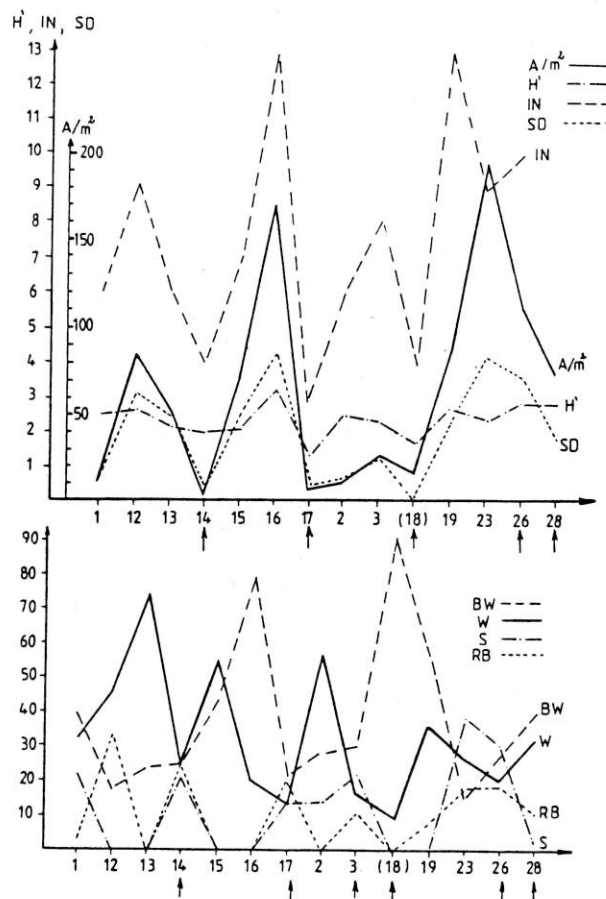 H`, IN, SD
13
12
11
10
9
8
7
6
5
4
3
2
1
A/m²
200
150
100
50
A/m²
H`
IN
SD
IN
A/m²
H`
SD
1 12 13 14 15 16 17 2 3 (18) 19 23 26 28
90
80
70
60
50
40
30
20
10
BW
W
S
RB
BW
W
RB
S
1 12 13 14 15 16 17 2 3 (18) 19 23 26 28